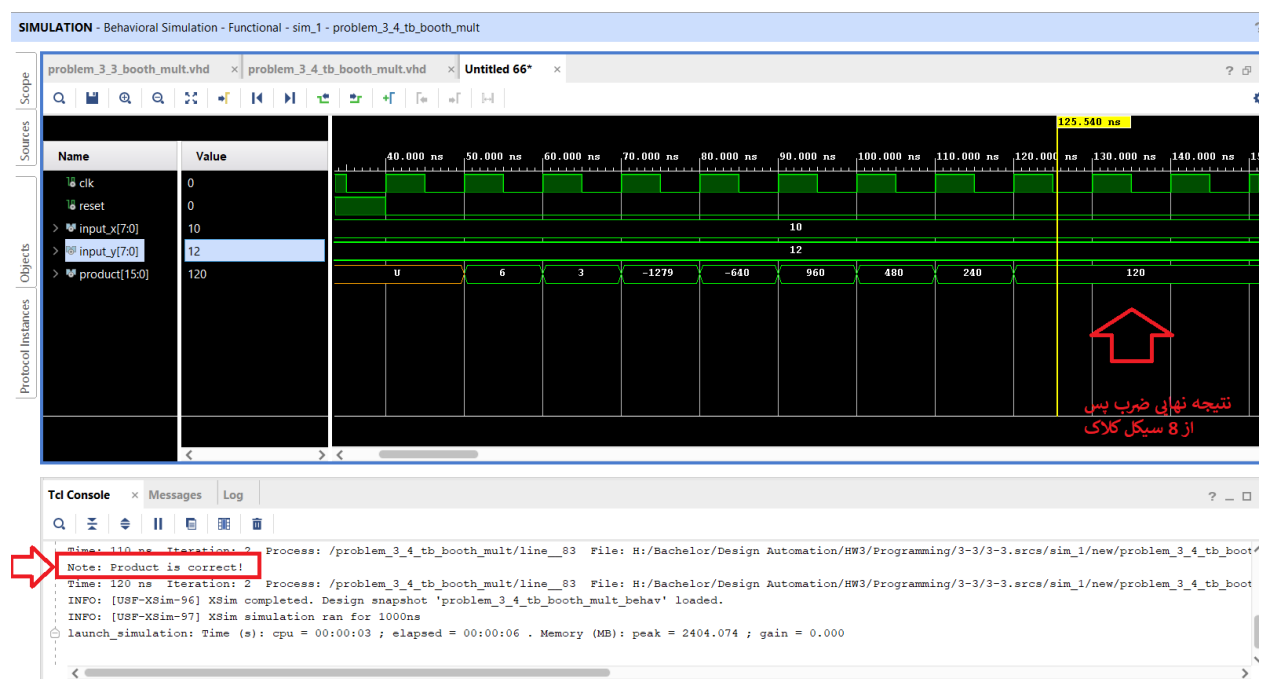 SIMULATION - Behavioral Simulation - Functional - sim_1 - problem_3_4_tb_booth_mult
?
problem_3_3_booth_mult.vhd × problem_3_4_tb_booth_mult.vhd × Untitled 66* ×
?
Scope
Sources
Objects
Protocol Instances
125.540 ns
Name Value
40.000 ns 50.000 ns 60.000 ns 70.000 ns 80.000 ns 90.000 ns 100.000 ns 110.000 ns 120.000 ns 130.000 ns 140.000 ns
clk 0
reset 0
input_x[7:0] 10 10
input_y[7:0] 12 12
product[15:0] 120 U 6 3 -1279 -640 960 480 240 120
نتیجه نهایی ضرب پس
از 8 سیکل کلاک
Tcl Console × Messages Log
? _
Time: 110 ns Iteration: 2 Process: /problem_3_4_tb_booth_mult/line__83 File: H:/Bachelor/Design Automation/HW3/Programming/3-3/3-3.srcs/sim_1/new/problem_3_4_tb_boot
Note: Product is correct!
Time: 120 ns Iteration: 2 Process: /problem_3_4_tb_booth_mult/line__83 File: H:/Bachelor/Design Automation/HW3/Programming/3-3/3-3.srcs/sim_1/new/problem_3_4_tb_boot
INFO: [USF-XSim-96] XSim completed. Design snapshot 'problem_3_4_tb_booth_mult_behav' loaded.
INFO: [USF-XSim-97] XSim simulation ran for 1000ns
launch_simulation: Time (s): cpu = 00:00:03 ; elapsed = 00:00:06 . Memory (MB): peak = 2404.074 ; gain = 0.000